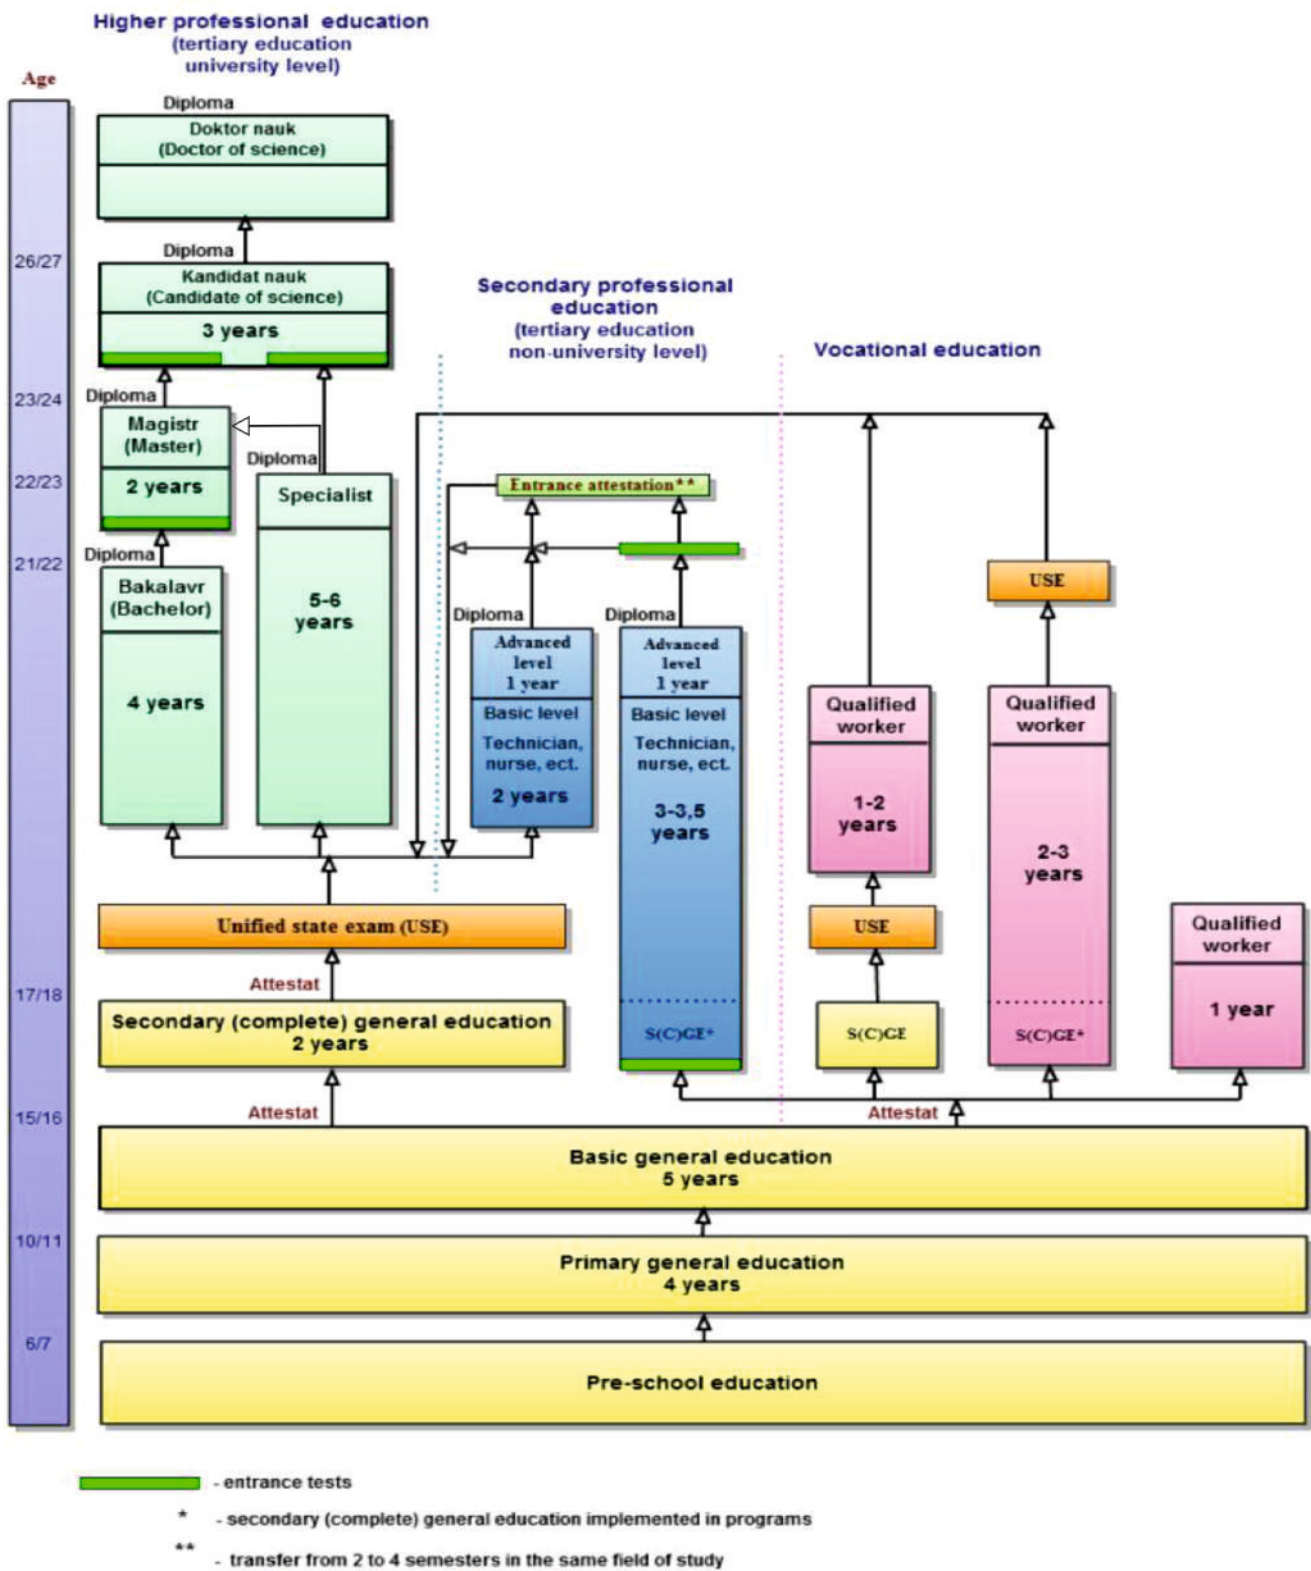 Higher professional education
(tertiary education
university level)
Age
Diploma
Doktor nauk
(Doctor of science)
26/27
Diploma
Kandidat nauk
(Candidate of science)
3 years
Secondary professional
education
(tertiary education
non-university level)
Vocational education
23/24
Diploma
Magistr
(Master)
2 years
Diploma
Specialist
5-6
years
22/23
Entrance attestation**
21/22
Diploma
Bakalavr
(Bachelor)
4 years
Diploma
Advanced
level
1 year
Basic level
Technician,
nurse, ect.
2 years
Diploma
Advanced
level
1 year
Basic level
Technician,
nurse, ect.
3-3,5
years
S(C)GE*
USE
Qualified
worker
1-2
years
USE
S(C)GE
Qualified
worker
2-3
years
S(C)GE*
Qualified
worker
1 year
Unified state exam (USE)
Attestat
17/18
Secondary (complete) general education
2 years
15/16
Attestat
Attestat
Basic general education
5 years
10/11
Primary general education
4 years
6/7
Pre-school education
- entrance tests
* - secondary (complete) general education implemented in programs
** - transfer from 2 to 4 semesters in the same field of study